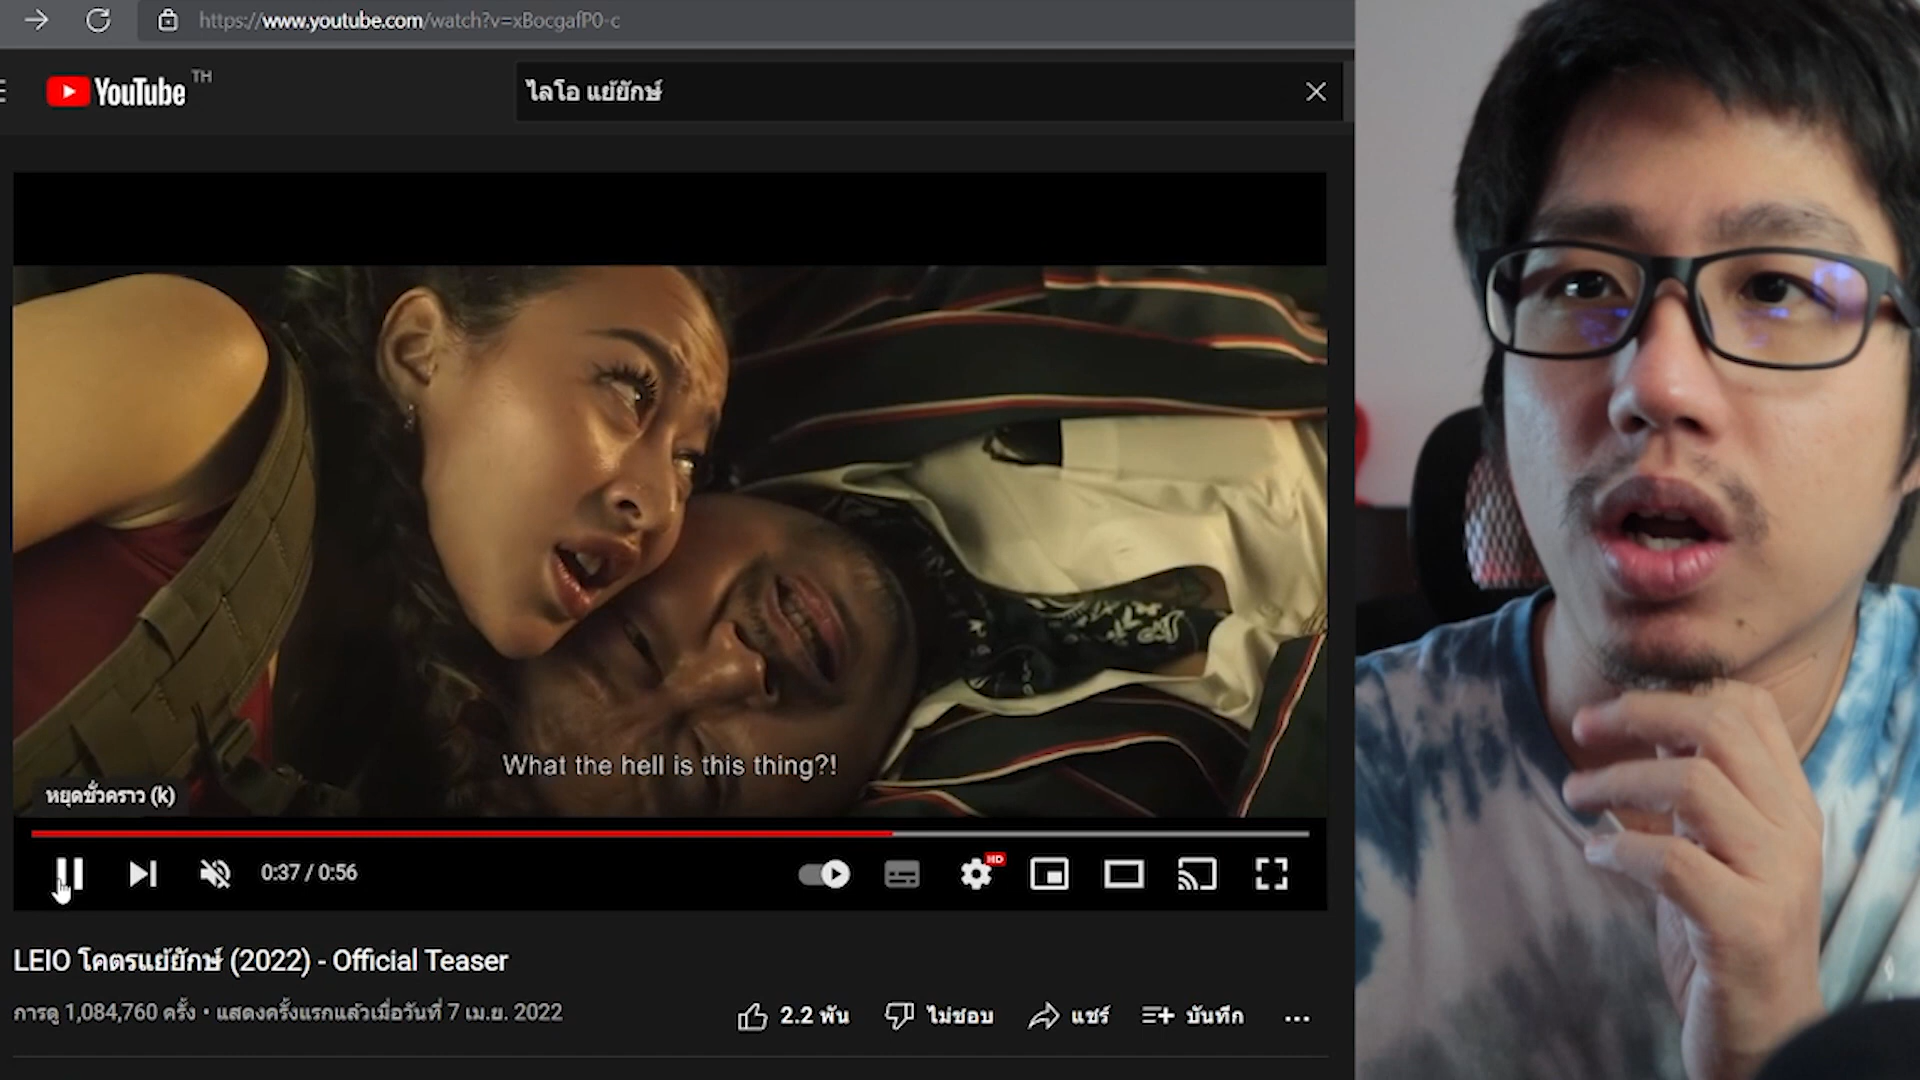 https://www.youtube.com/watch?v=xBocgafP0-c
YouTube TH
ไลโอ แย้ยักษ์
What the hell is this thing?!
หยุดชั่วคราว (k)
0:37 / 0:56
HD
LEIO โคตรแย้ยักษ์ (2022) - Official Teaser
การดู 1,084,760 ครั้ง • แสดงครั้งแรกแล้วเมื่อวันที่ 7 เม.ย. 2022
2.2 พัน ไม่ชอบ แชร์ บันทึก